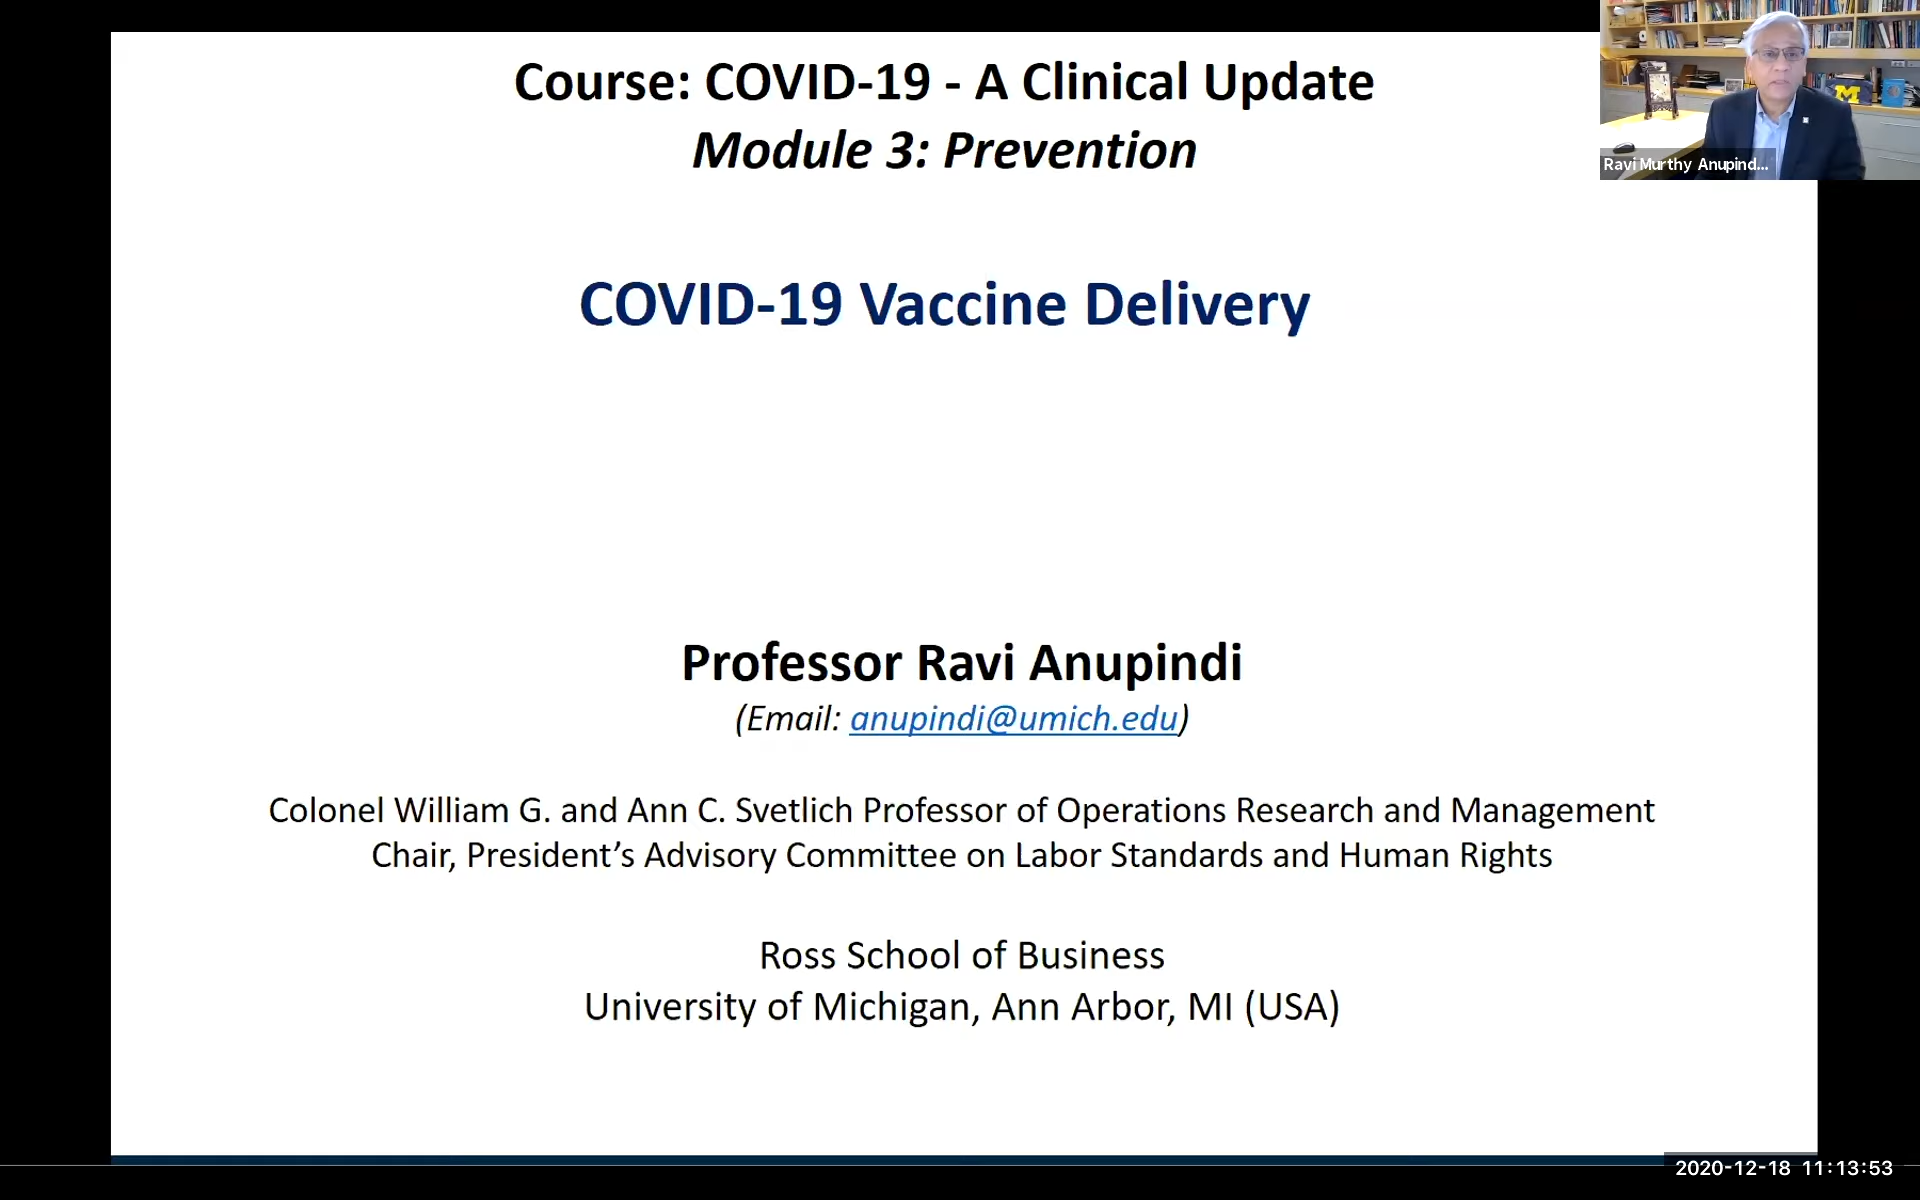 Course: COVID-19 - A Clinical Update
Module 3: Prevention
Ravi Murthy Anupind...
M
COVID-19 Vaccine Delivery
Professor Ravi Anupindi
(Email: anupindi@umich.edu)
Colonel William G. and Ann C. Svetlich Professor of Operations Research and Management
Chair, President’s Advisory Committee on Labor Standards and Human Rights
Ross School of Business
University of Michigan, Ann Arbor, MI (USA)
2020-12-18 11:13:53